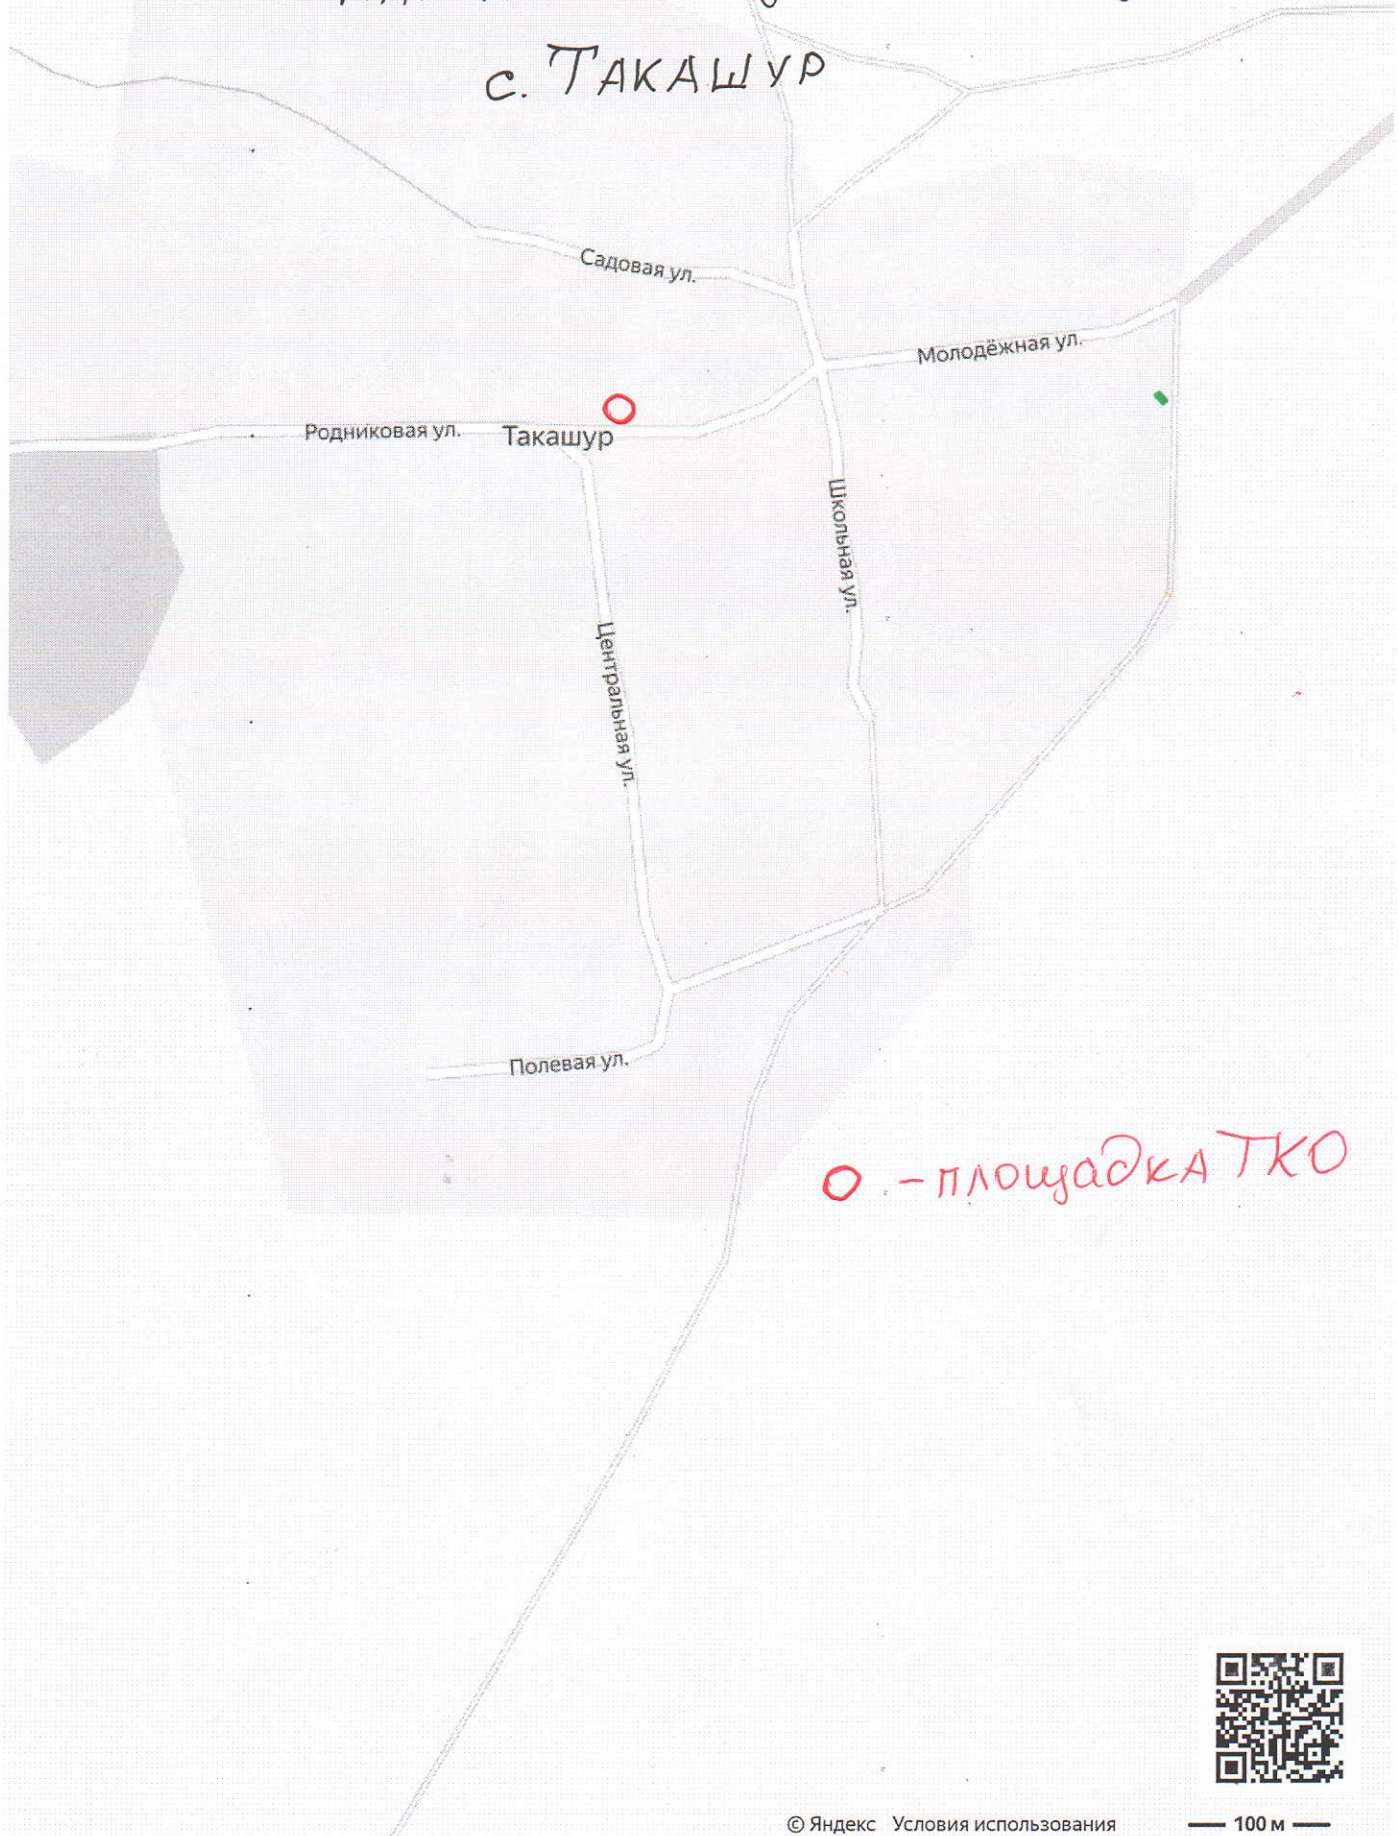 с. ТАКАШУР
Садовая ул.
Молодёжная ул.
Родниковая ул.
Такашур
Школьная ул.
Центральная ул.
Полевая ул.
О - площадка ТКО
© Яндекс Условия использования
100 м